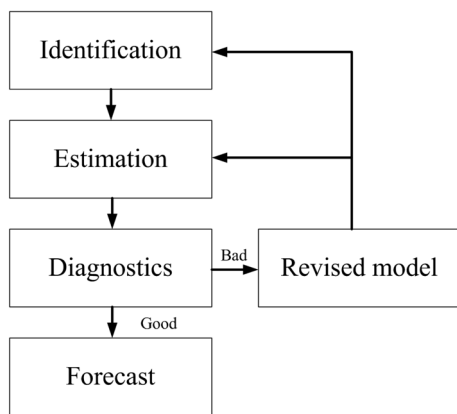 Identification
Estimation
Diagnostics
Bad
Revised model
Good
Forecast